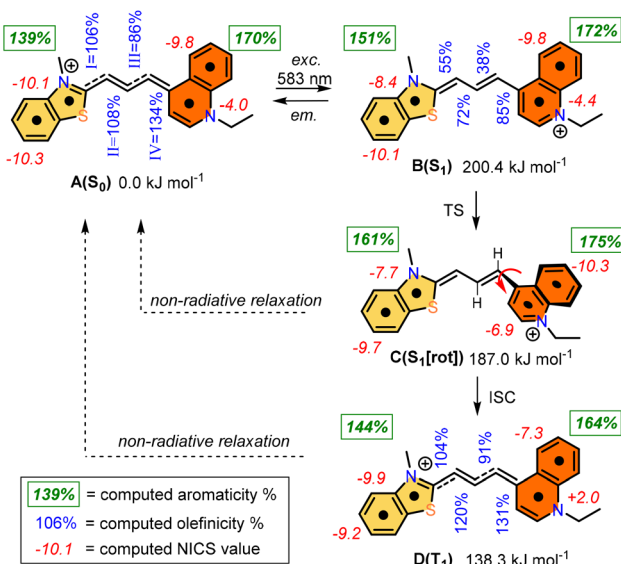 139%
I=106%
III=86%
170%
-9.8
-10.1
N
⊕
S
-4.0
N
-10.3
II=108%
IV=134%
A(S0) 0.0 kJ mol-1
exc.
583 nm
em.
151%
55%
38%
172%
-9.8
-8.4
N
S
72%
85%
-4.4
N
⊕
-10.1
B(S1) 200.4 kJ mol-1
TS
161%
175%
-10.3
-7.7
N
H
S
H
-6.9
N
⊕
-9.7
C(S1[rot]) 187.0 kJ mol-1
non-radiative relaxation
ISC
144%
104%
91%
164%
-7.3
-9.9
N
⊕
S
120%
131%
+2.0
N
-9.2
D(T1) 138.3 kJ mol-1
non-radiative relaxation
139% = computed aromaticity %
106% = computed olefinicity %
-10.1 = computed NICS value